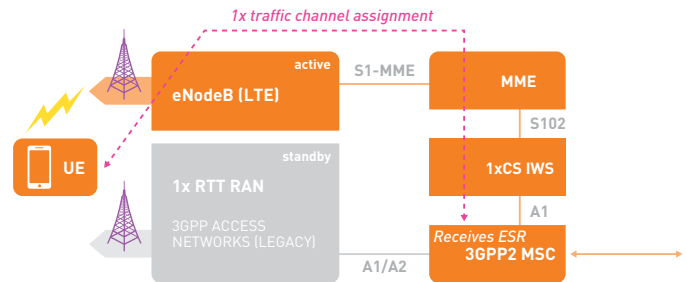 1x traffic channel assignment
active
eNodeB (LTE)
S1-MME
MME
S102
UE
standby
1x RTT RAN
3GPP ACCESS
NETWORKS (LEGACY)
1xCS IWS
A1
Receives ESR
3GPP2 MSC
A1/A2